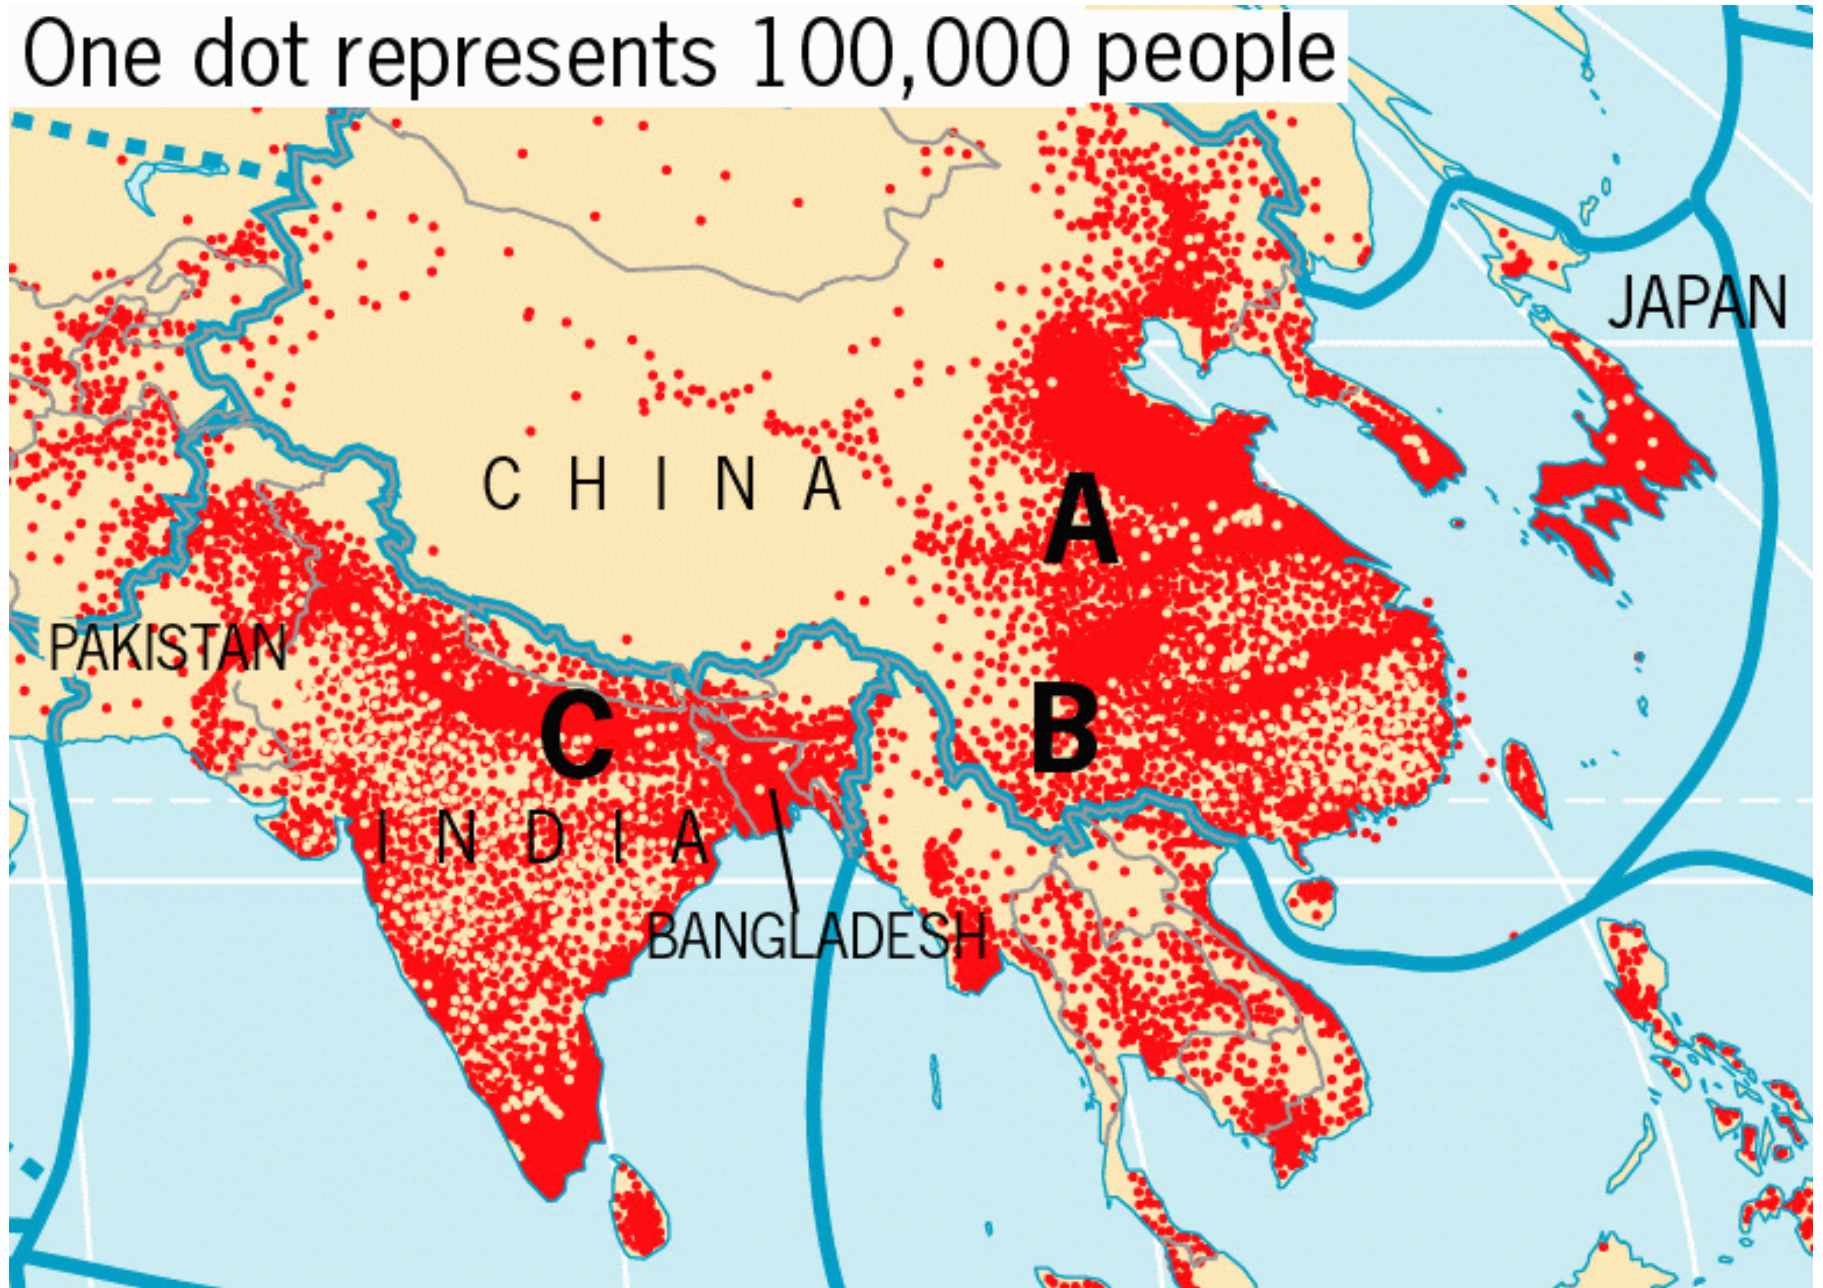 One dot represents 100,000 people
JAPAN
CHINA
A
PAKISTAN
B
C
INDIA
BANGLADESH